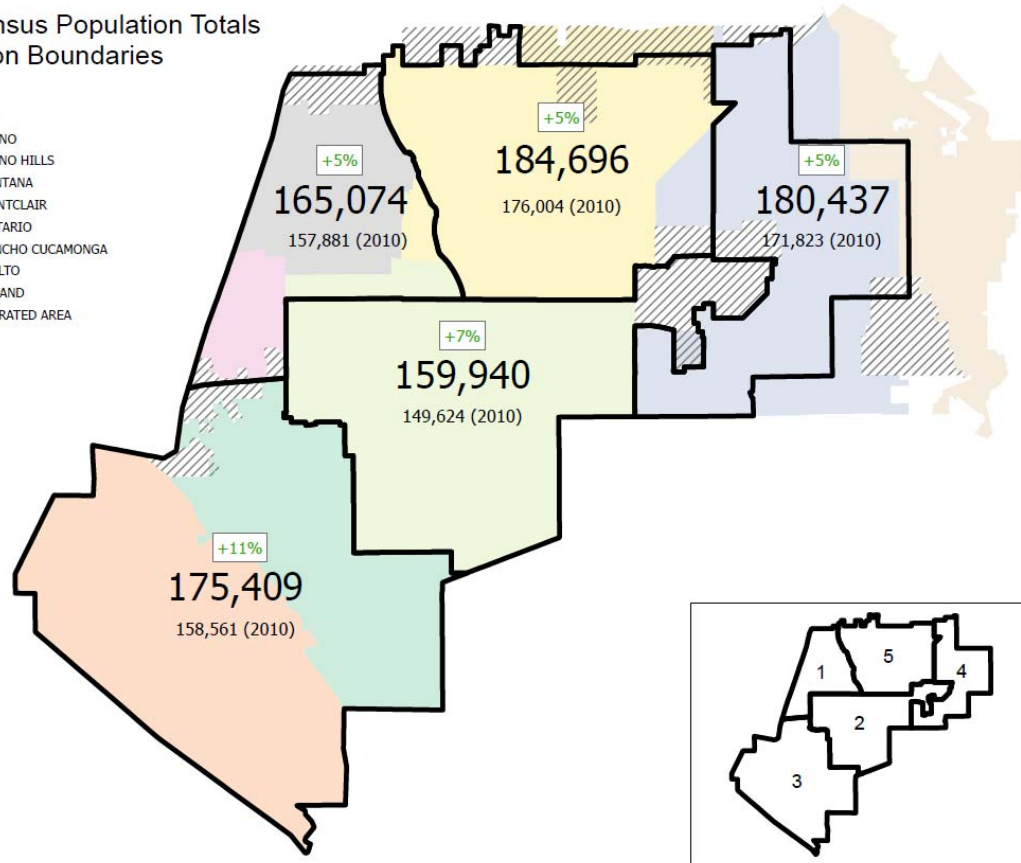 nsus Population Totals
on Boundaries
NO
NO HILLS
NTANA
NTCLAIR
TARIO
NCHO CUCAMONGA
LTO
AND
RATED AREA
+5%
165,074
157,881 (2010)
+5%
184,696
176,004 (2010)
+5%
180,437
171,823 (2010)
+7%
159,940
149,624 (2010)
+11%
175,409
158,561 (2010)
1
5
4
2
3